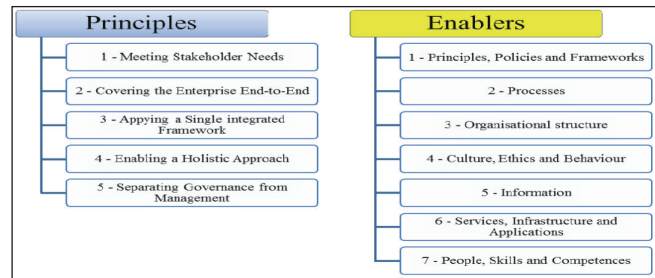 Principles
1 - Meeting Stakeholder Needs
2 - Covering the Enterprise End-to-End
3 - Appying a Single integrated
Framework
4 - Enabling a Holistic Approach
5 - Separating Governance from
Management
Enablers
1 - Principles, Policies and Frameworks
2 - Processes
3 - Organisational structure
4 - Culture, Ethics and Behaviour
5 - Information
6 - Services, Infrastructure and
Applications
7 - People, Skills and Competences